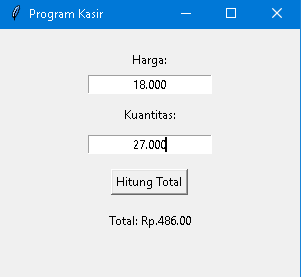 Program Kasir
Harga:
18.000
Kuantitas:
27.000
Hitung Total
Total: Rp.486.00